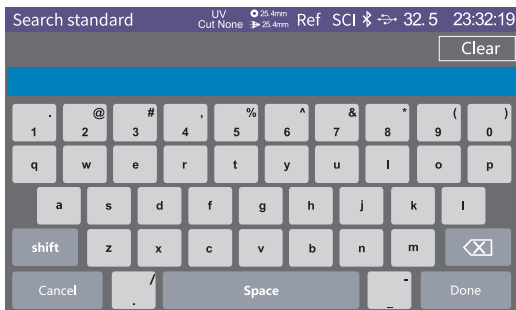 Search standard UV Cut None 25.4mm 25.4mm Ref SCI 32.5 23:32:19
Clear
. @ # , % ^ & * ( )
1 2 3 4 5 6 7 8 9 0
q w e r t y u I o p
a s d f g h j k l
shift z x c v b n m
Cancel / . Space - _ Done